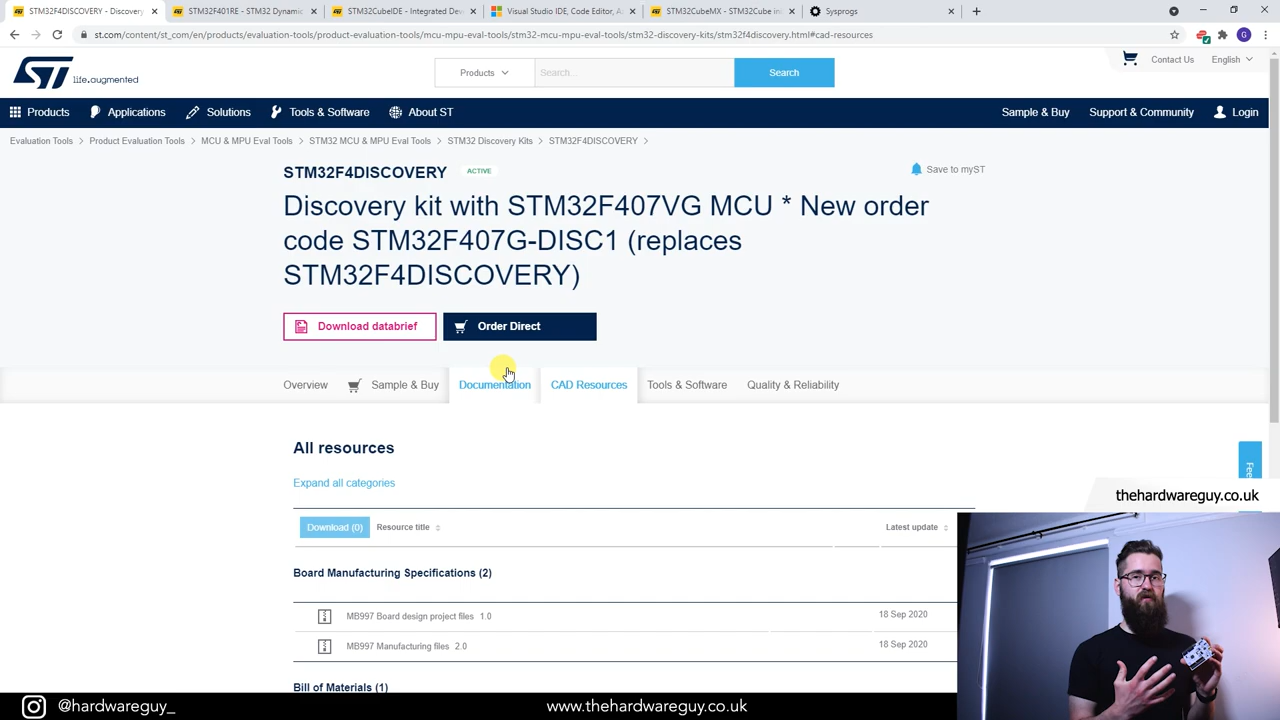 STM32F4DISCOVERY - Discovery
STM32F401RE - STM32 Dynamic
STM32CubeIDE - Integrated Deve
Visual Studio IDE, Code Editor, A
STM32CubeMX - STM32Cube in
Sysprogs
st.com/content/st_com/en/products/evaluation-tools/product-evaluation-tools/mcu-mpu-eval-tools/stm32-mcu-mpu-eval-tools/stm32-discovery-kits/stm32f4discovery.html#cad-resources
G
ST life.augmented
Products
Search...
Search
Contact Us
English
Products
Applications
Solutions
Tools & Software
About ST
Sample & Buy
Support & Community
Login
Evaluation Tools
Product Evaluation Tools
MCU & MPU Eval Tools
STM32 MCU & MPU Eval Tools
STM32 Discovery Kits
STM32F4DISCOVERY
STM32F4DISCOVERY
ACTIVE
Save to myST
Discovery kit with STM32F407VG MCU * New order
code STM32F407G-DISC1 (replaces
STM32F4DISCOVERY)
Download databrief
Order Direct
Overview
Sample & Buy
Documentation
CAD Resources
Tools & Software
Quality & Reliability
All resources
Expand all categories
Fee
thehardwareguy.co.uk
Download (0)
Resource title
Latest update
Board Manufacturing Specifications (2)
MB997 Board design project files 1.0
18 Sep 2020
MB997 Manufacturing files 2.0
18 Sep 2020
Bill of Materials (1)
@hardwareguy_
www.thehardwareguy.co.uk